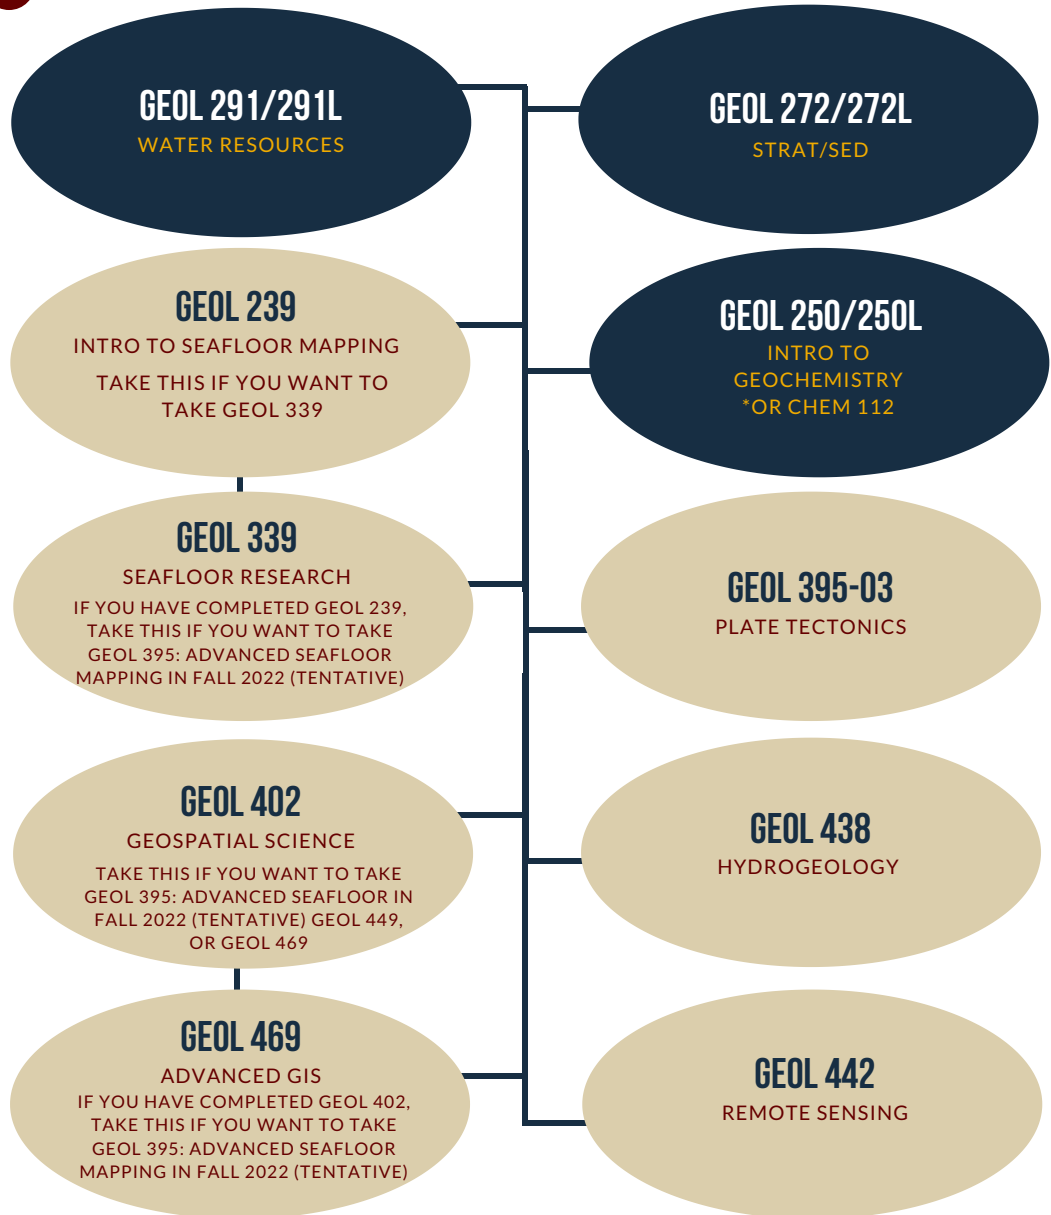 GEOL 291/291L
WATER RESOURCES
GEOL 272/272L
STRAT/SED
GEOL 239
INTRO TO SEAFLOOR MAPPING
TAKE THIS IF YOU WANT TO
TAKE GEOL 339
GEOL 250/250L
INTRO TO
GEOCHEMISTRY
*OR CHEM 112
GEOL 339
SEAFLOOR RESEARCH
IF YOU HAVE COMPLETED GEOL 239,
TAKE THIS IF YOU WANT TO TAKE
GEOL 395: ADVANCED SEAFLOOR
MAPPING IN FALL 2022 (TENTATIVE)
GEOL 395-03
PLATE TECTONICS
GEOL 402
GEOSPATIAL SCIENCE
TAKE THIS IF YOU WANT TO TAKE
GEOL 395: ADVANCED SEAFLOOR IN
FALL 2022 (TENTATIVE) GEOL 449,
OR GEOL 469
GEOL 438
HYDROGEOLOGY
GEOL 469
ADVANCED GIS
IF YOU HAVE COMPLETED GEOL 402,
TAKE THIS IF YOU WANT TO TAKE
GEOL 395: ADVANCED SEAFLOOR
MAPPING IN FALL 2022 (TENTATIVE)
GEOL 442
REMOTE SENSING